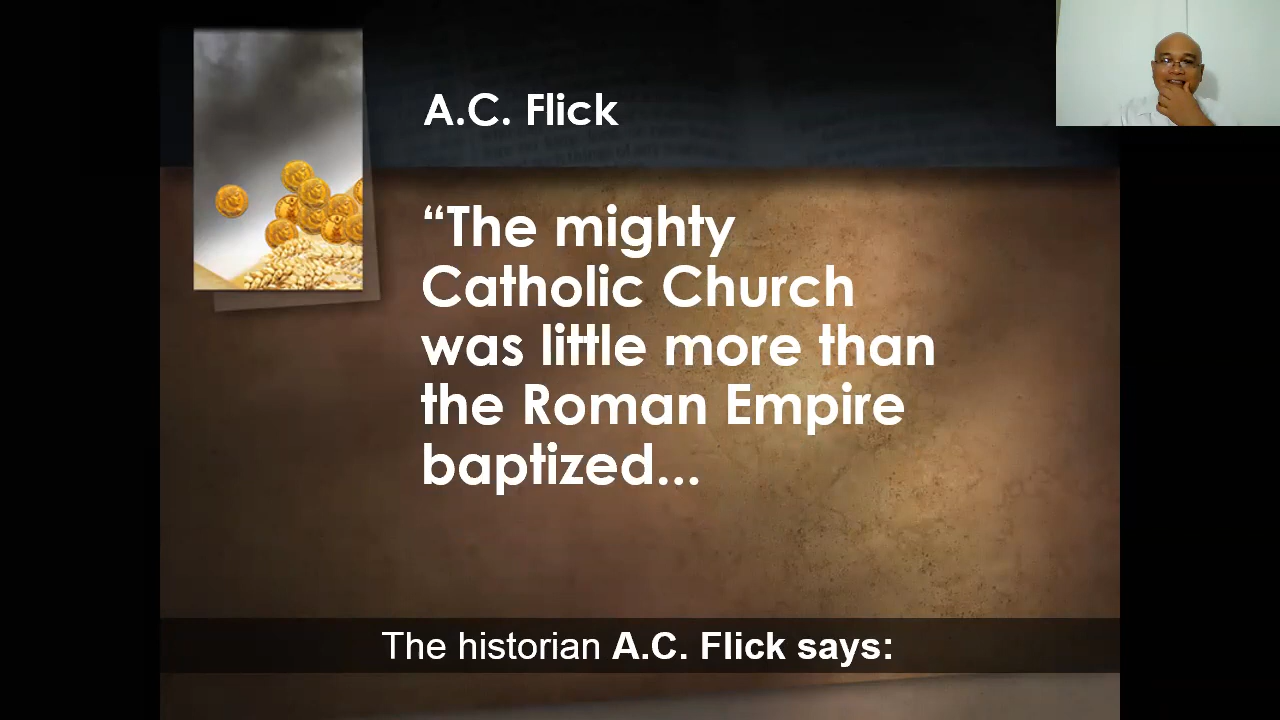 A.C. Flick
“The mighty
Catholic Church
was little more than
the Roman Empire
baptized...
The historian A.C. Flick says: